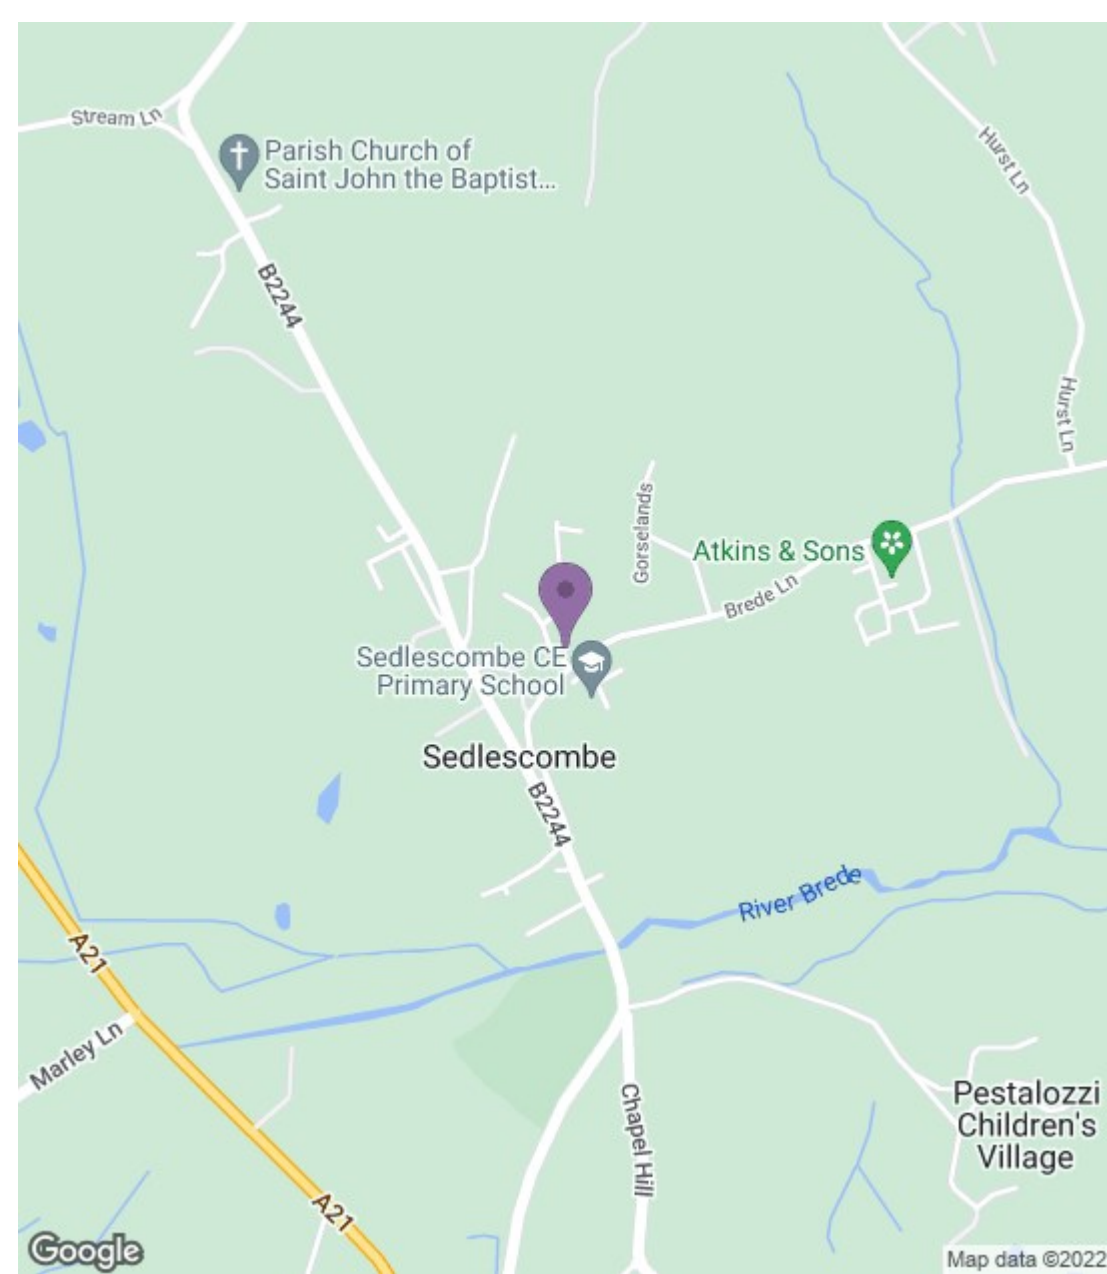 Stream Ln
Parish Church of
Saint John the Baptist...
Hurst Ln
B2244
Hurst Ln
Gorselands
Atkins & Sons
Brede Ln
Sedlescombe CE
Primary School
Sedlescombe
B2244
River Brede
A21
Marley Ln
Chapel Hill
Pestalozzi
Children's
Village
A21
Google
Map data ©2022